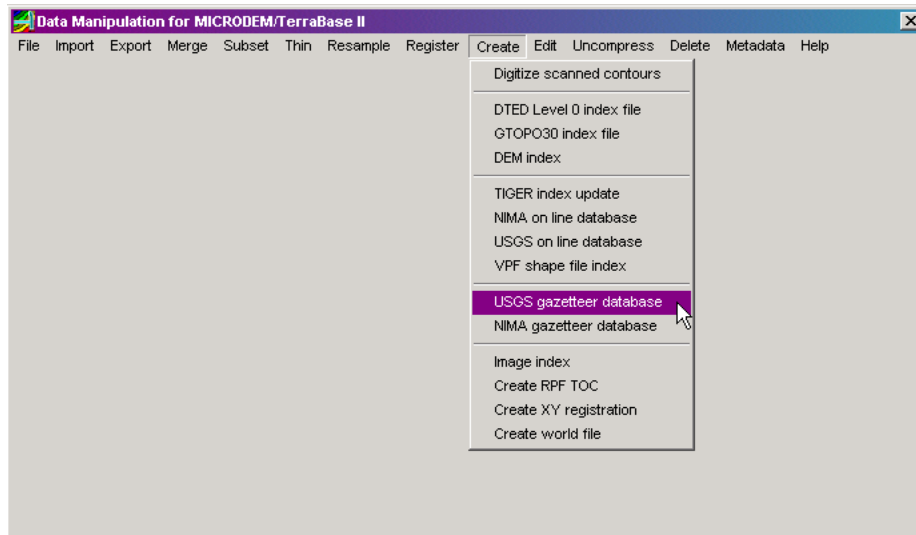 Data Manipulation for MICRODEM/TerraBase II
File Import Export Merge Subset Thin Resample Register Create Edit Uncompress Delete Metadata Help
Digitize scanned contours
DTED Level 0 index file
GTOPO30 index file
DEM index
TIGER index update
NIMA on line database
USGS on line database
VPF shape file index
USGS gazetteer database
NIMA gazetteer database
Image index
Create RPF TOC
Create XY registration
Create world file